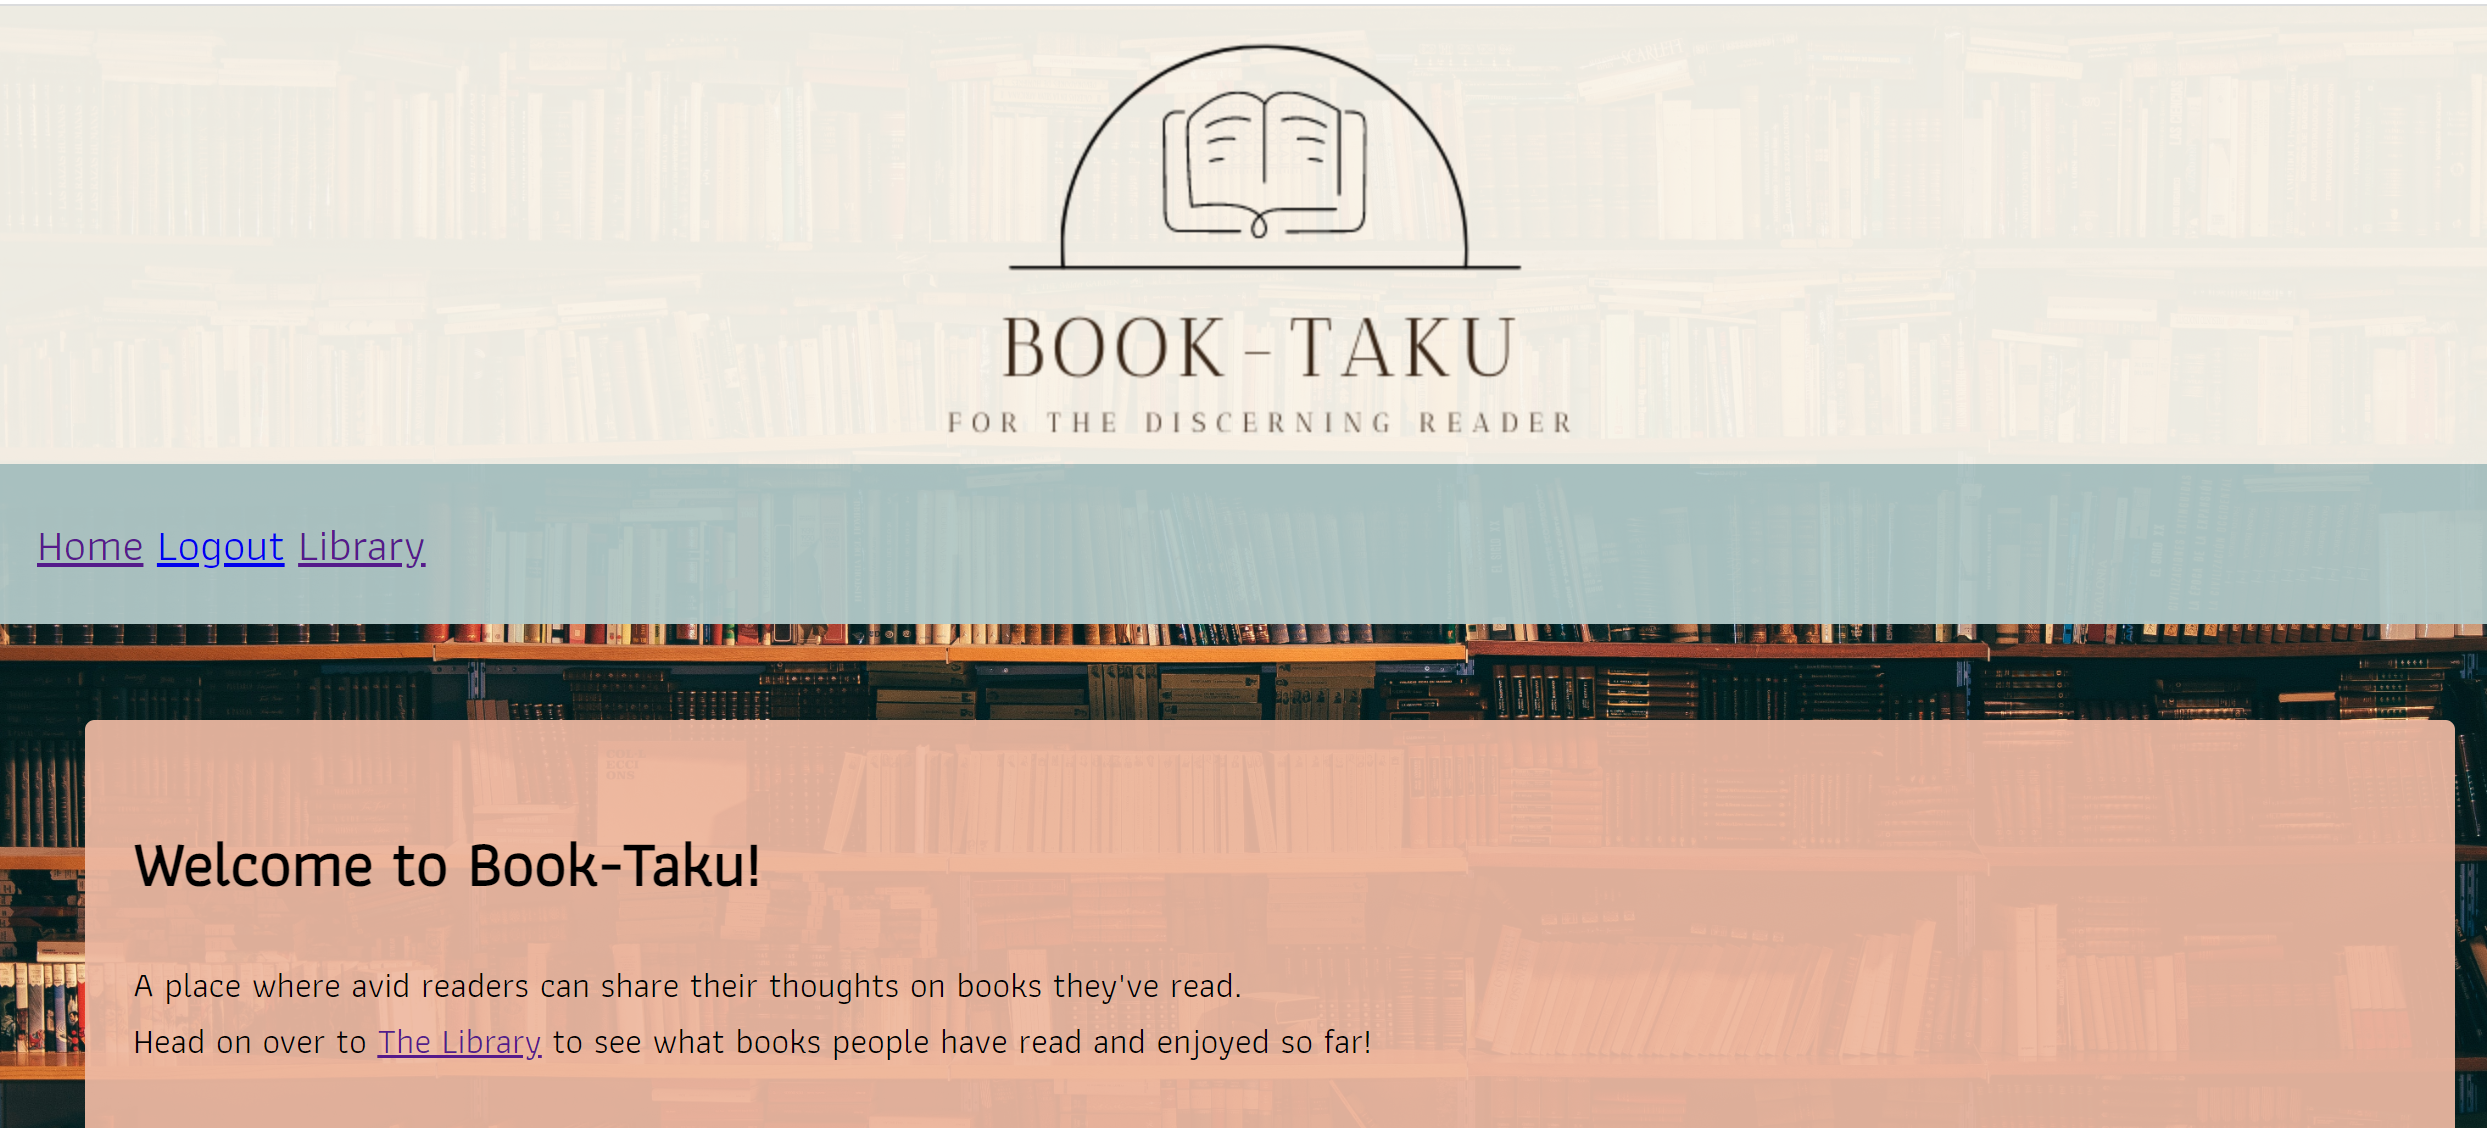 BOOK-TAKU
FOR THE DISCERNING READER
Home Logout Library
Welcome to Book-Taku!
A place where avid readers can share their thoughts on books they've read.
Head on over to The Library to see what books people have read and enjoyed so far!